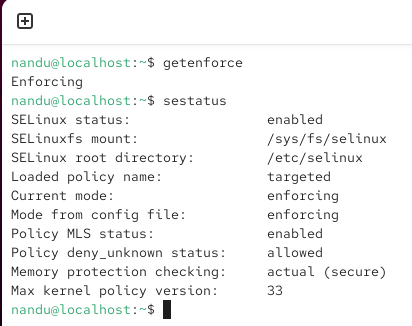 nandu@localhost:~$ getenforce
Enforcing
nandu@localhost:~$ sestatus
SELinux status:                 enabled
SELinuxfs mount:                /sys/fs/selinux
SELinux root directory:         /etc/selinux
Loaded policy name:             targeted
Current mode:                   enforcing
Mode from config file:          enforcing
Policy MLS status:              enabled
Policy deny_unknown status:     allowed
Memory protection checking:     actual (secure)
Max kernel policy version:      33
nandu@localhost:~$